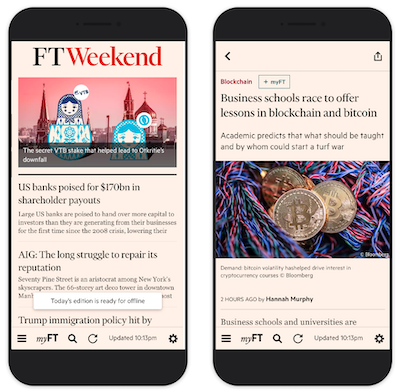 FTWeekend
VTB
The secret VTB stake that helped lead to Otkritie's
downfall
US banks poised for $170bn in
shareholder payouts
Large US banks are poised to hand over more capital to
investors than they are generating from their businesses
for the first time since the 2008 crisis, lowering their
AIG: The long struggle to repair its
reputation
Seventy Pine Street is an aristocrat among New York's
skyscrapers. The 66-storey art deco tower in downtown
Today's edition is ready for offline
Trump immigration policy hit by
myFT
Updated 10:13pm
Blockchain
+ myFT
Business schools race to offer
lessons in blockchain and bitcoin
Academic predicts that what should be taught
and by whom could start a turf war
© Bloomberg
Demand: bitcoin volatility hashelped drive interest in
cryptocurrency courses © Bloomberg
2 HOURS AGO by Hannah Murphy
Business schools and universities are
myFT
Updated 10:13pm